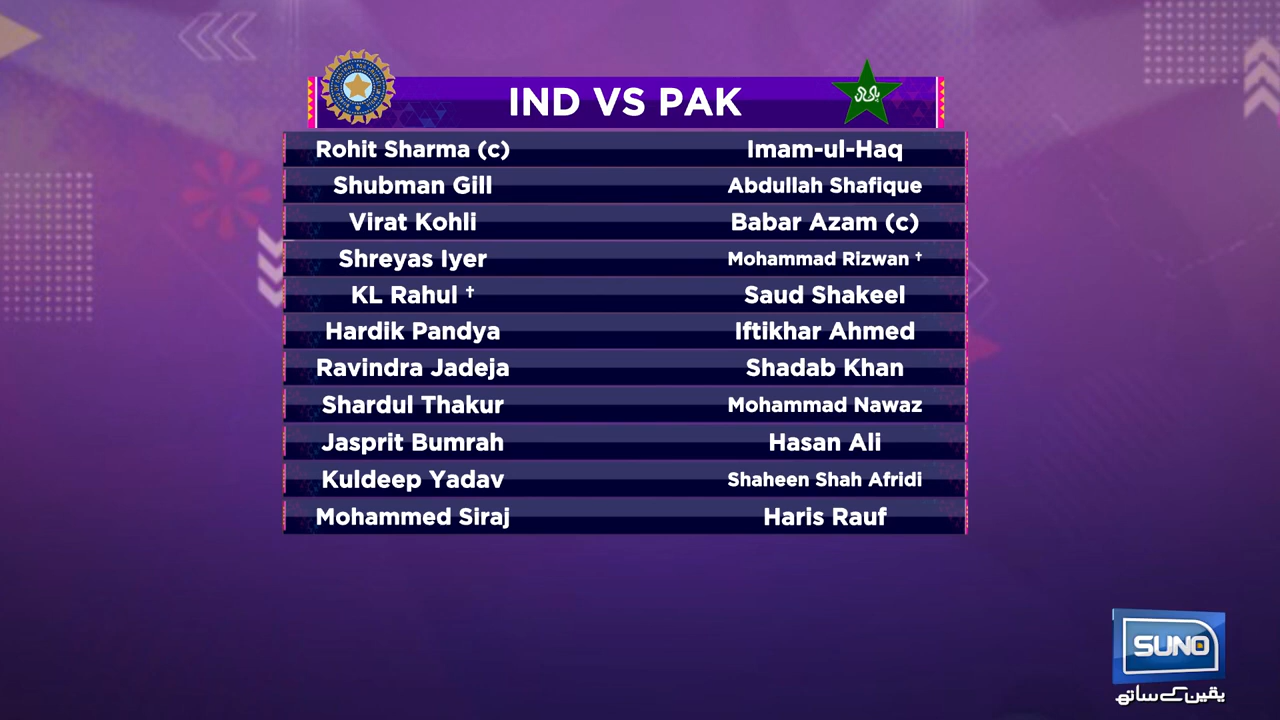 IND VS PAK
Rohit Sharma (c) Imam-ul-Haq
Shubman Gill Abdullah Shafique
Virat Kohli Babar Azam (c)
Shreyas Iyer Mohammad Rizwan †
KL Rahul † Saud Shakeel
Hardik Pandya Iftikhar Ahmed
Ravindra Jadeja Shadab Khan
Shardul Thakur Mohammad Nawaz
Jasprit Bumrah Hasan Ali
Kuldeep Yadav Shaheen Shah Afridi
Mohammed Siraj Haris Rauf
SUNO
یقین کے ساتھ